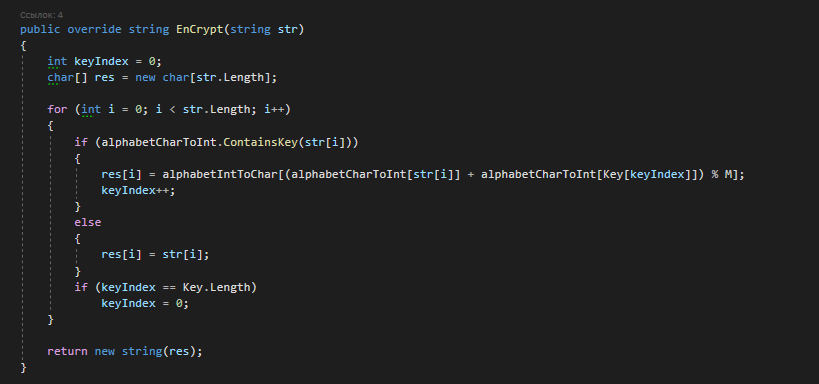 Ссылок: 4
public override string EnCrypt(string str)
{
    int keyIndex = 0;
    char[] res = new char[str.Length];

    for (int i = 0; i < str.Length; i++)
    {
        if (alphabetCharToInt.ContainsKey(str[i]))
        {
            res[i] = alphabetIntToChar[(alphabetCharToInt[str[i]] + alphabetCharToInt[Key[keyIndex]]) % M];
            keyIndex++;
        }
        else
        {
            res[i] = str[i];
        }
        if (keyIndex == Key.Length)
            keyIndex = 0;
    }

    return new string(res);
}